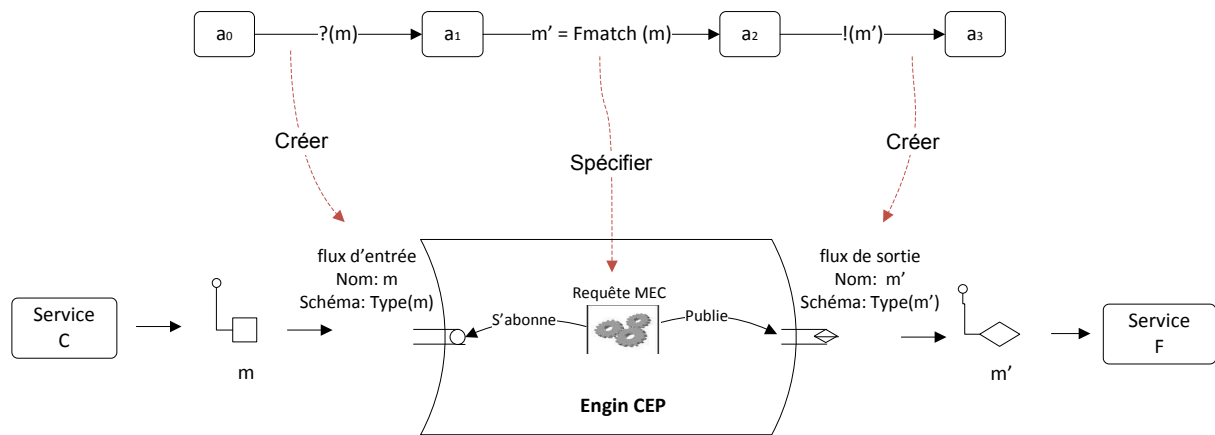 a0
?(m)
a1
m’ = Fmatch (m)
a2
!(m’)
a3
Créer
Spécifier
Créer
flux d’entrée
Nom: m
Schéma: Type(m)
flux de sortie
Nom: m’
Schéma: Type(m’)
Requête MEC
S’abonne
Publie
Service
C
m
Engin CEP
m’
Service
F